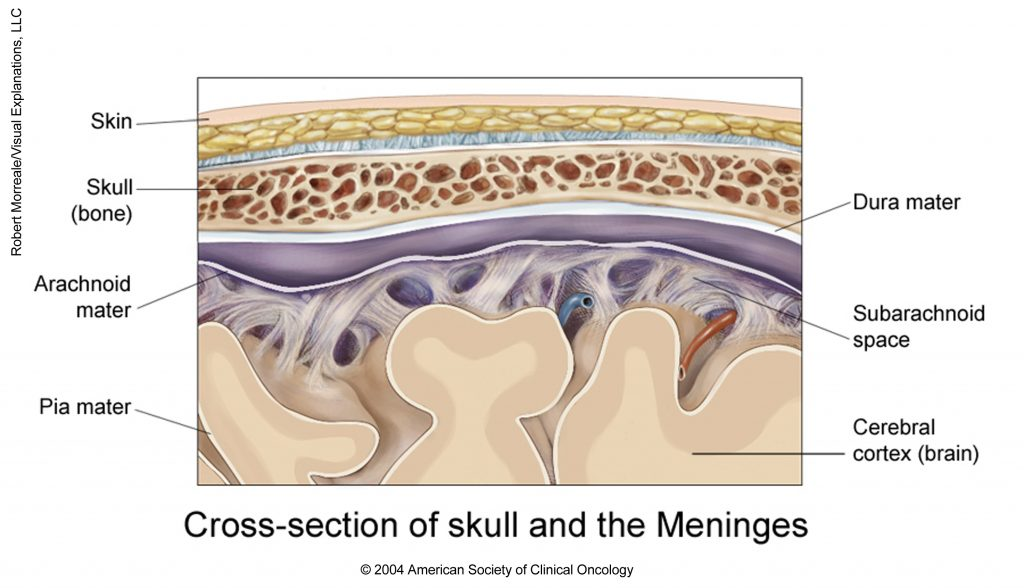 Robert Morreale/Visual Explanations, LLC
Skin
Skull
(bone)
Arachnoid
mater
Pia mater
Dura mater
Subarachnoid
space
Cerebral
cortex (brain)
Cross-section of skull and the Meninges
© 2004 American Society of Clinical Oncology